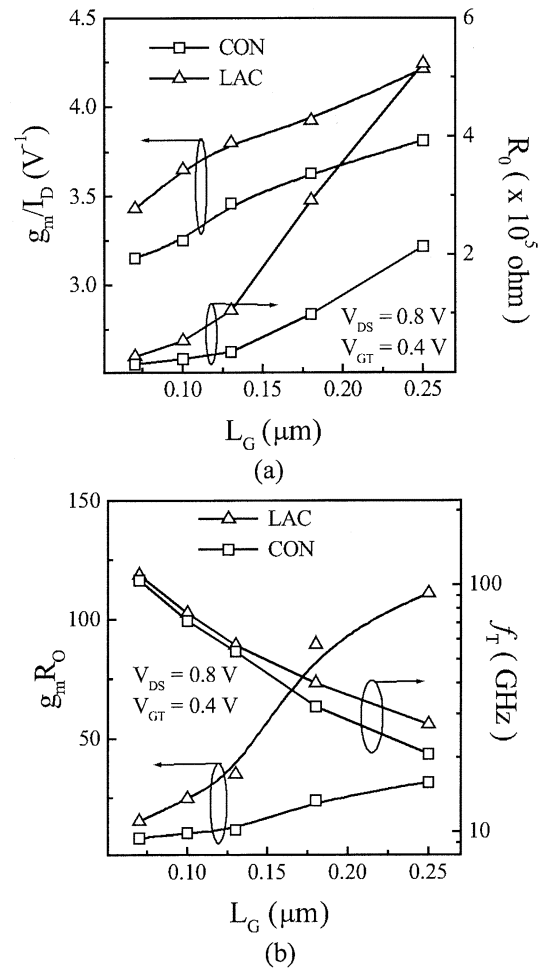 CON
LAC
4.5
4.25
3.5
3.0
6
4
2
g_m/I_D (V^-1)
R_0 ( x 10^5 ohm )
V_DS = 0.8 V
V_GT = 0.4 V
0.10 0.15 0.20 0.25
L_G (μm)
(a)
LAC
CON
150
100
50
100
10
g_m R_O
f_T ( GHz )
V_DS = 0.8 V
V_GT = 0.4 V
0.10 0.15 0.20 0.25
L_G (μm)
(b)